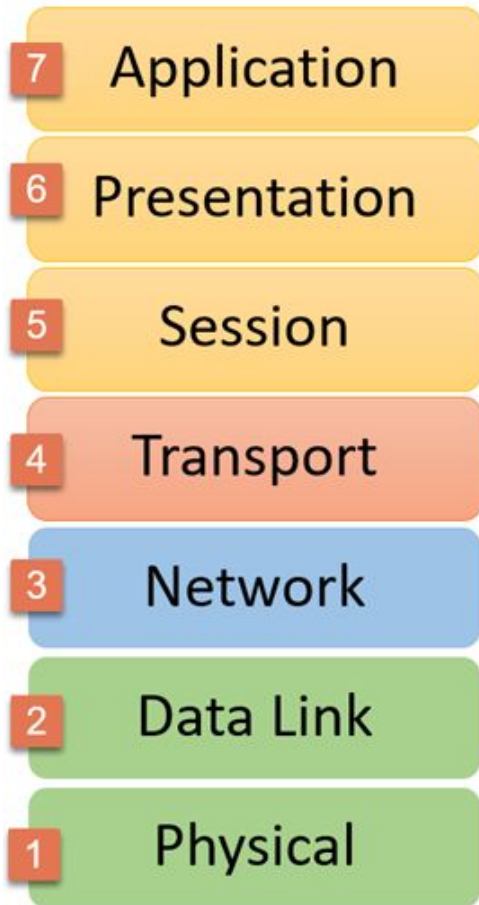 7 Application
6 Presentation
5 Session
4 Transport
3 Network
2 Data Link
1 Physical